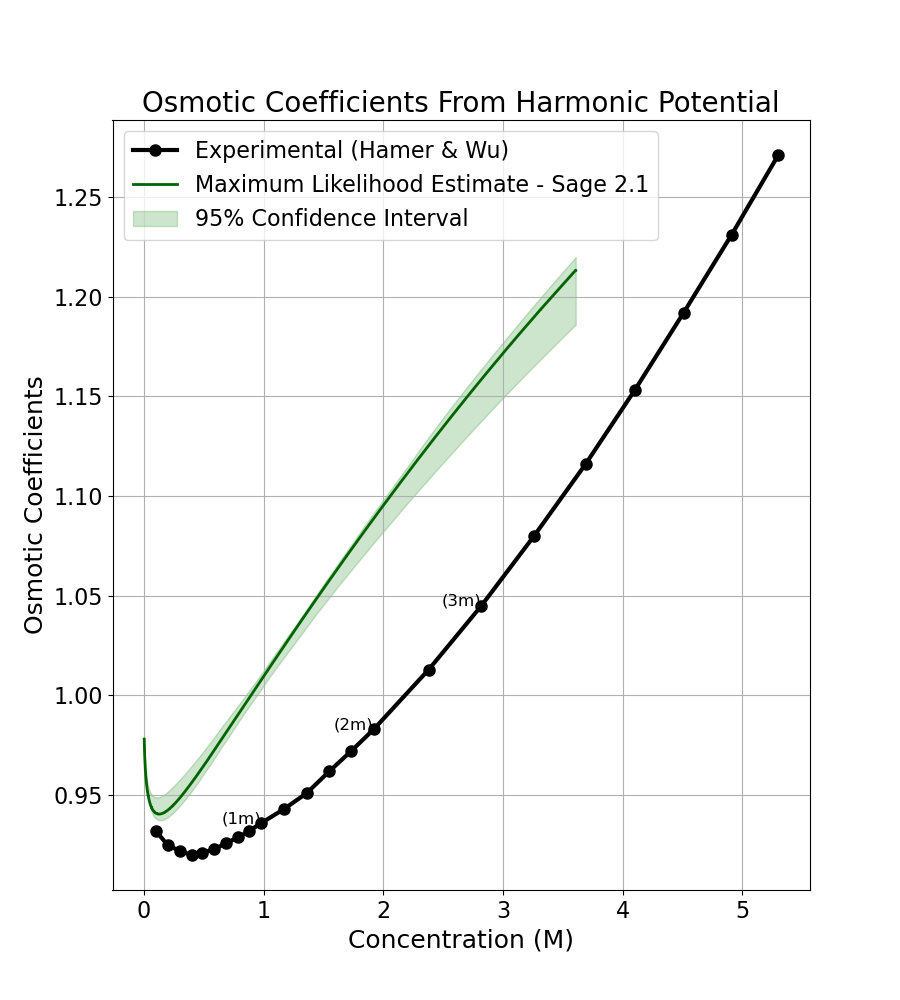 Osmotic Coefficients From Harmonic Potential
Experimental (Hamer & Wu)
Maximum Likelihood Estimate - Sage 2.1
95% Confidence Interval
1.25
1.20
1.15
1.10
1.05
1.00
0.95
Osmotic Coefficients
(3m)
(2m)
(1m)
0 1 2 3 4 5
Concentration (M)